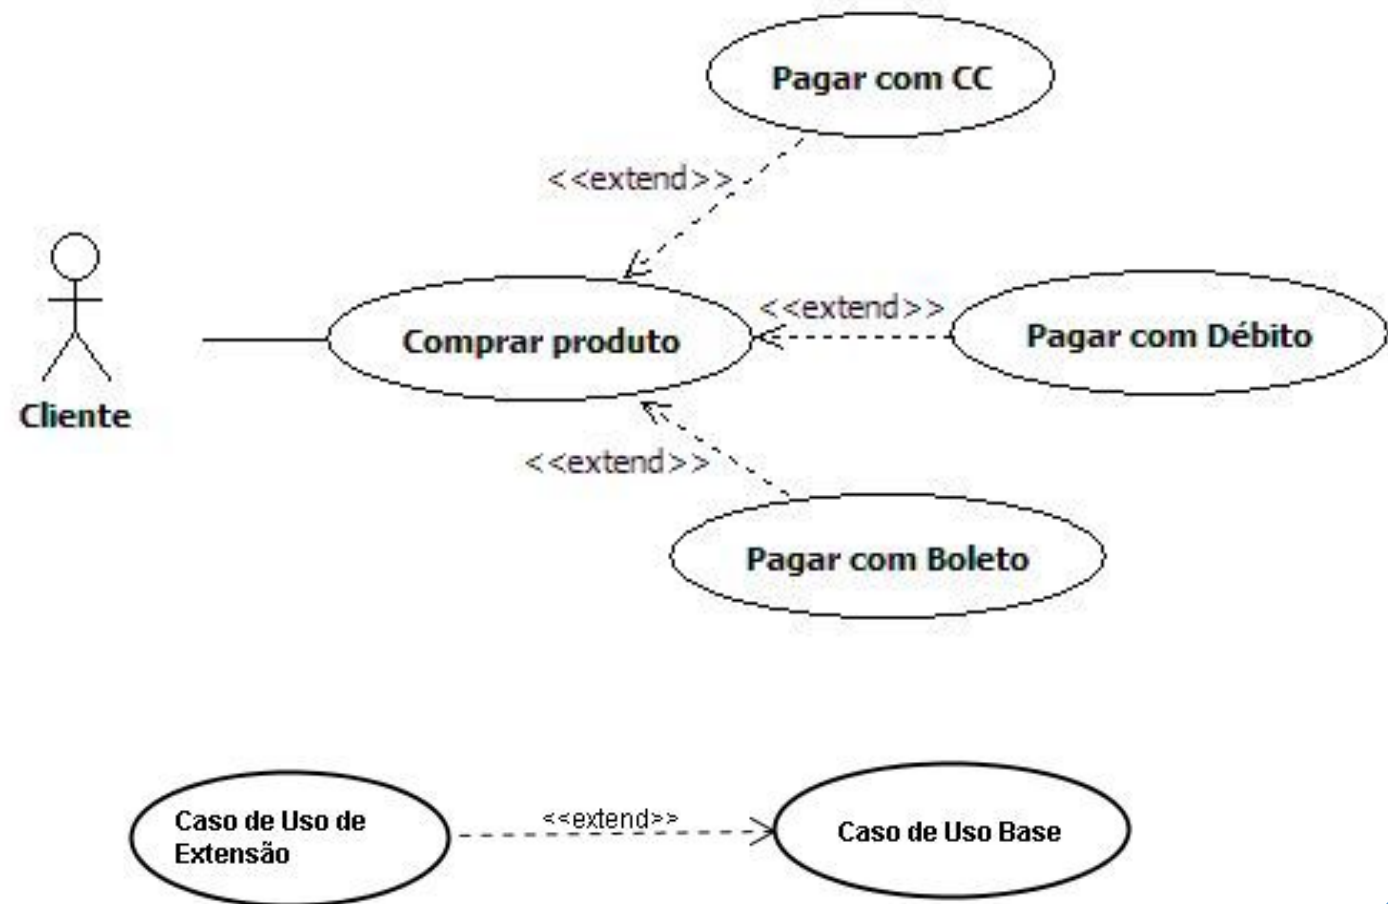 Pagar com CC
<<extend>>
<<extend>>
Comprar produto
Pagar com Débito
Cliente
<<extend>>
Pagar com Boleto
Caso de Uso de
Extensão
<<extend>>
Caso de Uso Base